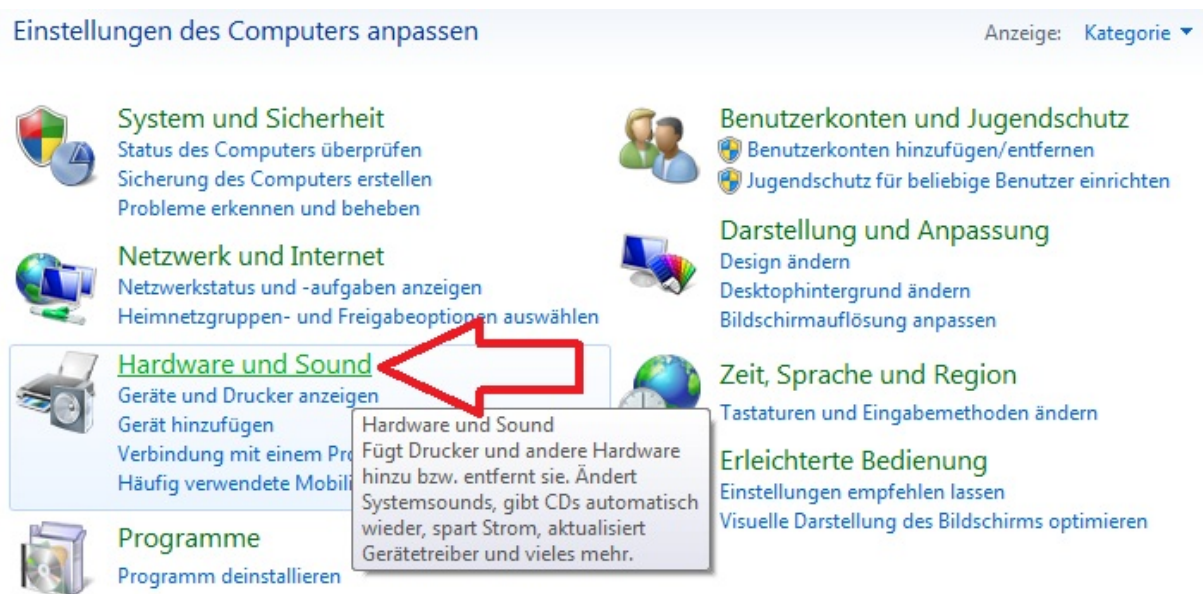 Einstellungen des Computers anpassen
Anzeige: Kategorie
System und Sicherheit
Status des Computers überprüfen
Sicherung des Computers erstellen
Probleme erkennen und beheben
Netzwerk und Internet
Netzwerkstatus und -aufgaben anzeigen
Heimnetzgruppen- und Freigabeoptionen auswählen
Hardware und Sound
Geräte und Drucker anzeigen
Gerät hinzufügen
Verbindung mit einem
Häufig verwendete
Hardware und Sound
Fügt Drucker und andere Hardware
hinzu bzw. entfernt sie. Ändert
Systemsounds, gibt CDs automatisch
wieder, spart Strom, aktualisiert
Gerätetreiber und vieles mehr.
Programme
Programm deinstallieren
Benutzerkonten und Jugendschutz
Benutzerkonten hinzufügen/entfernen
Jugendschutz für beliebige Benutzer einrichten
Darstellung und Anpassung
Design ändern
Desktophintergrund ändern
Bildschirmauflösung anpassen
Zeit, Sprache und Region
Tastaturen und Eingabemethoden ändern
Erleichterte Bedienung
Einstellungen empfehlen lassen
Visuelle Darstellung des Bildschirms optimieren